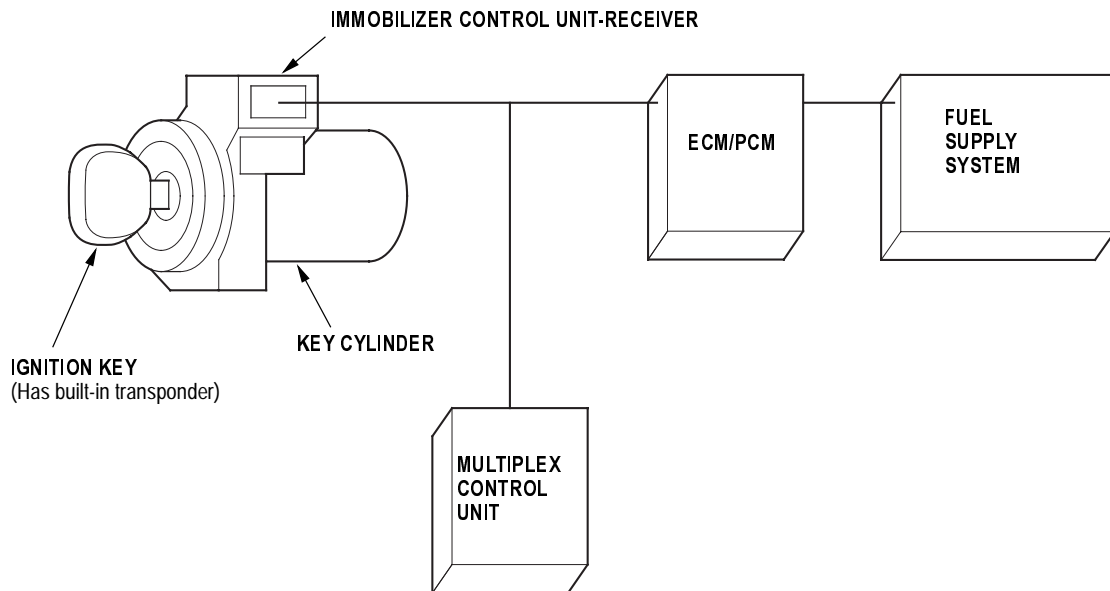 IMMOBILIZER CONTROL UNIT-RECEIVER
ECM/PCM
FUEL
SUPPLY
SYSTEM
KEY CYLINDER
IGNITION KEY
(Has built-in transponder)
MULTIPLEX
CONTROL
UNIT